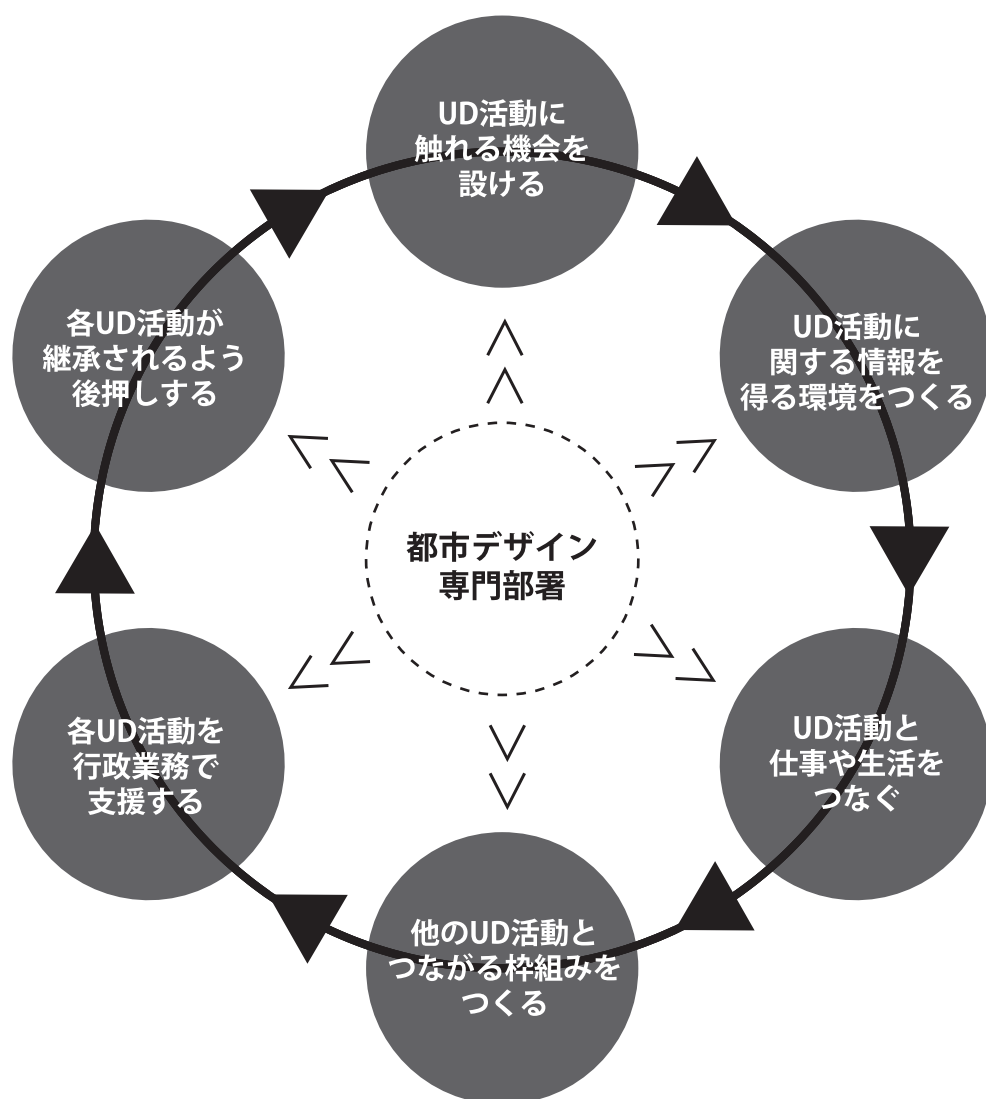 UD活動に
触れる機会を
設ける
UD活動に
関する情報を
得る環境をつくる
UD活動と
仕事や生活を
つなぐ
他のUD活動と
つながる枠組みを
つくる
各UD活動を
行政業務で
支援する
各UD活動が
継承されるよう
後押しする
都市デザイン
専門部署